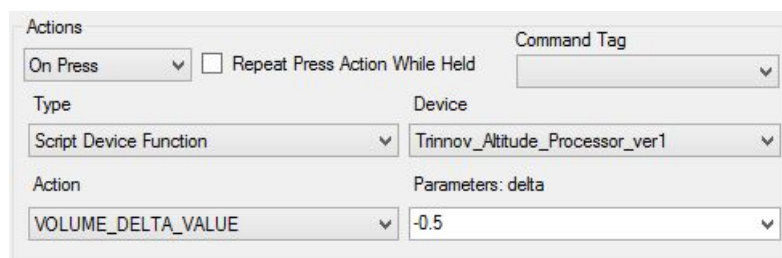 Actions
On Press
Repeat Press Action While Held
Command Tag
Type
Device
Script Device Function
Trinnov_Altitude_Processor_ver1
Action
Parameters: delta
VOLUME_DELTA_VALUE
-0.5